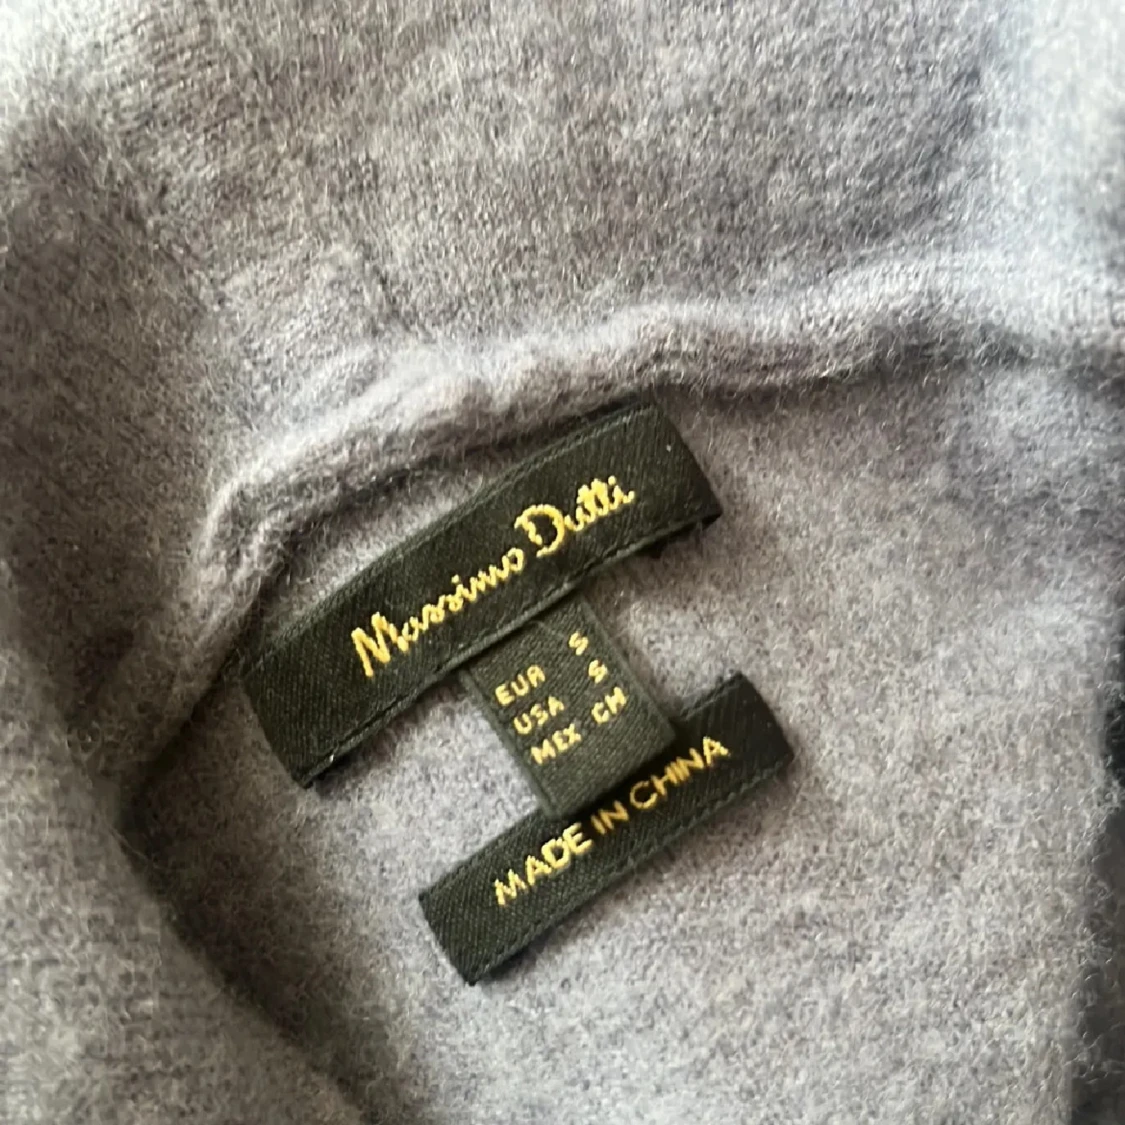 Massimo Dutti
EUR S
USA S
MEX CH
MADE IN CHINA